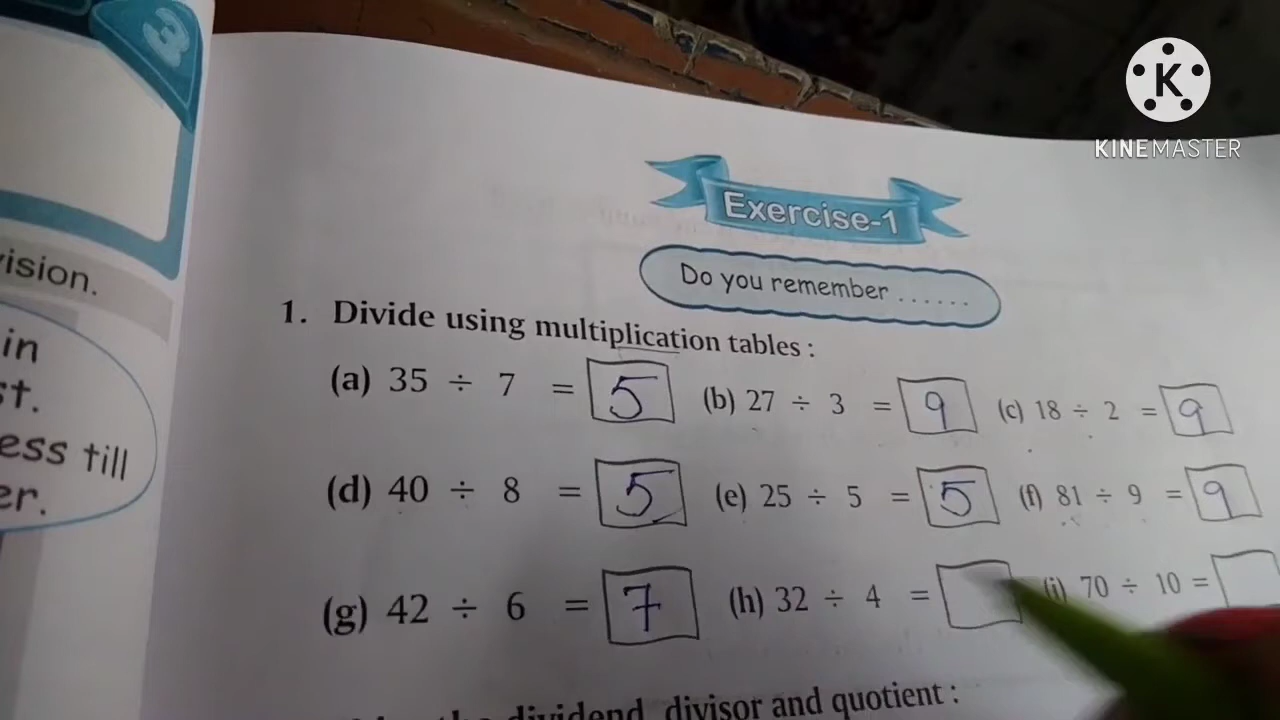 3
K
KINEMASTER
Exercise-1
Do you remember ......
1. Divide using multiplication tables :
(a) 35 ÷ 7 = 5 (b) 27 ÷ 3 = 9 (c) 18 ÷ 2 = 9
(d) 40 ÷ 8 = 5 (e) 25 ÷ 5 = 5 (f) 81 ÷ 9 = 9
(g) 42 ÷ 6 = 7 (h) 32 ÷ 4 = (i) 70 ÷ 10 =
dividend, divisor and quotient :
ision.
in
st.
ess till
er.